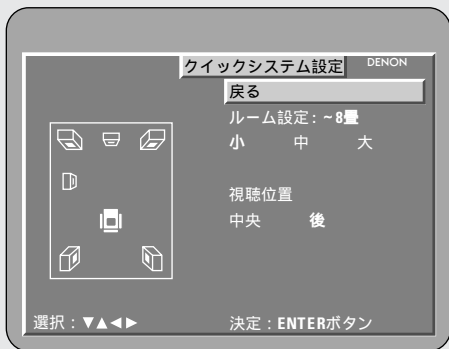 クイックシステム設定 DENON
戻る
ルーム設定：~8畳
小 中 大
視聴位置
中央 後
選択：▼▲◀▶ 決定：ENTERボタン